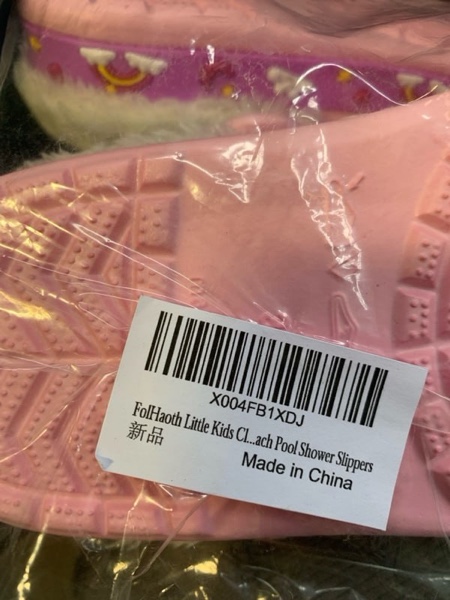 X004FB1XDJ
FolHaoth Little Kids Cl...ach Pool Shower Slippers
新品
Made in China